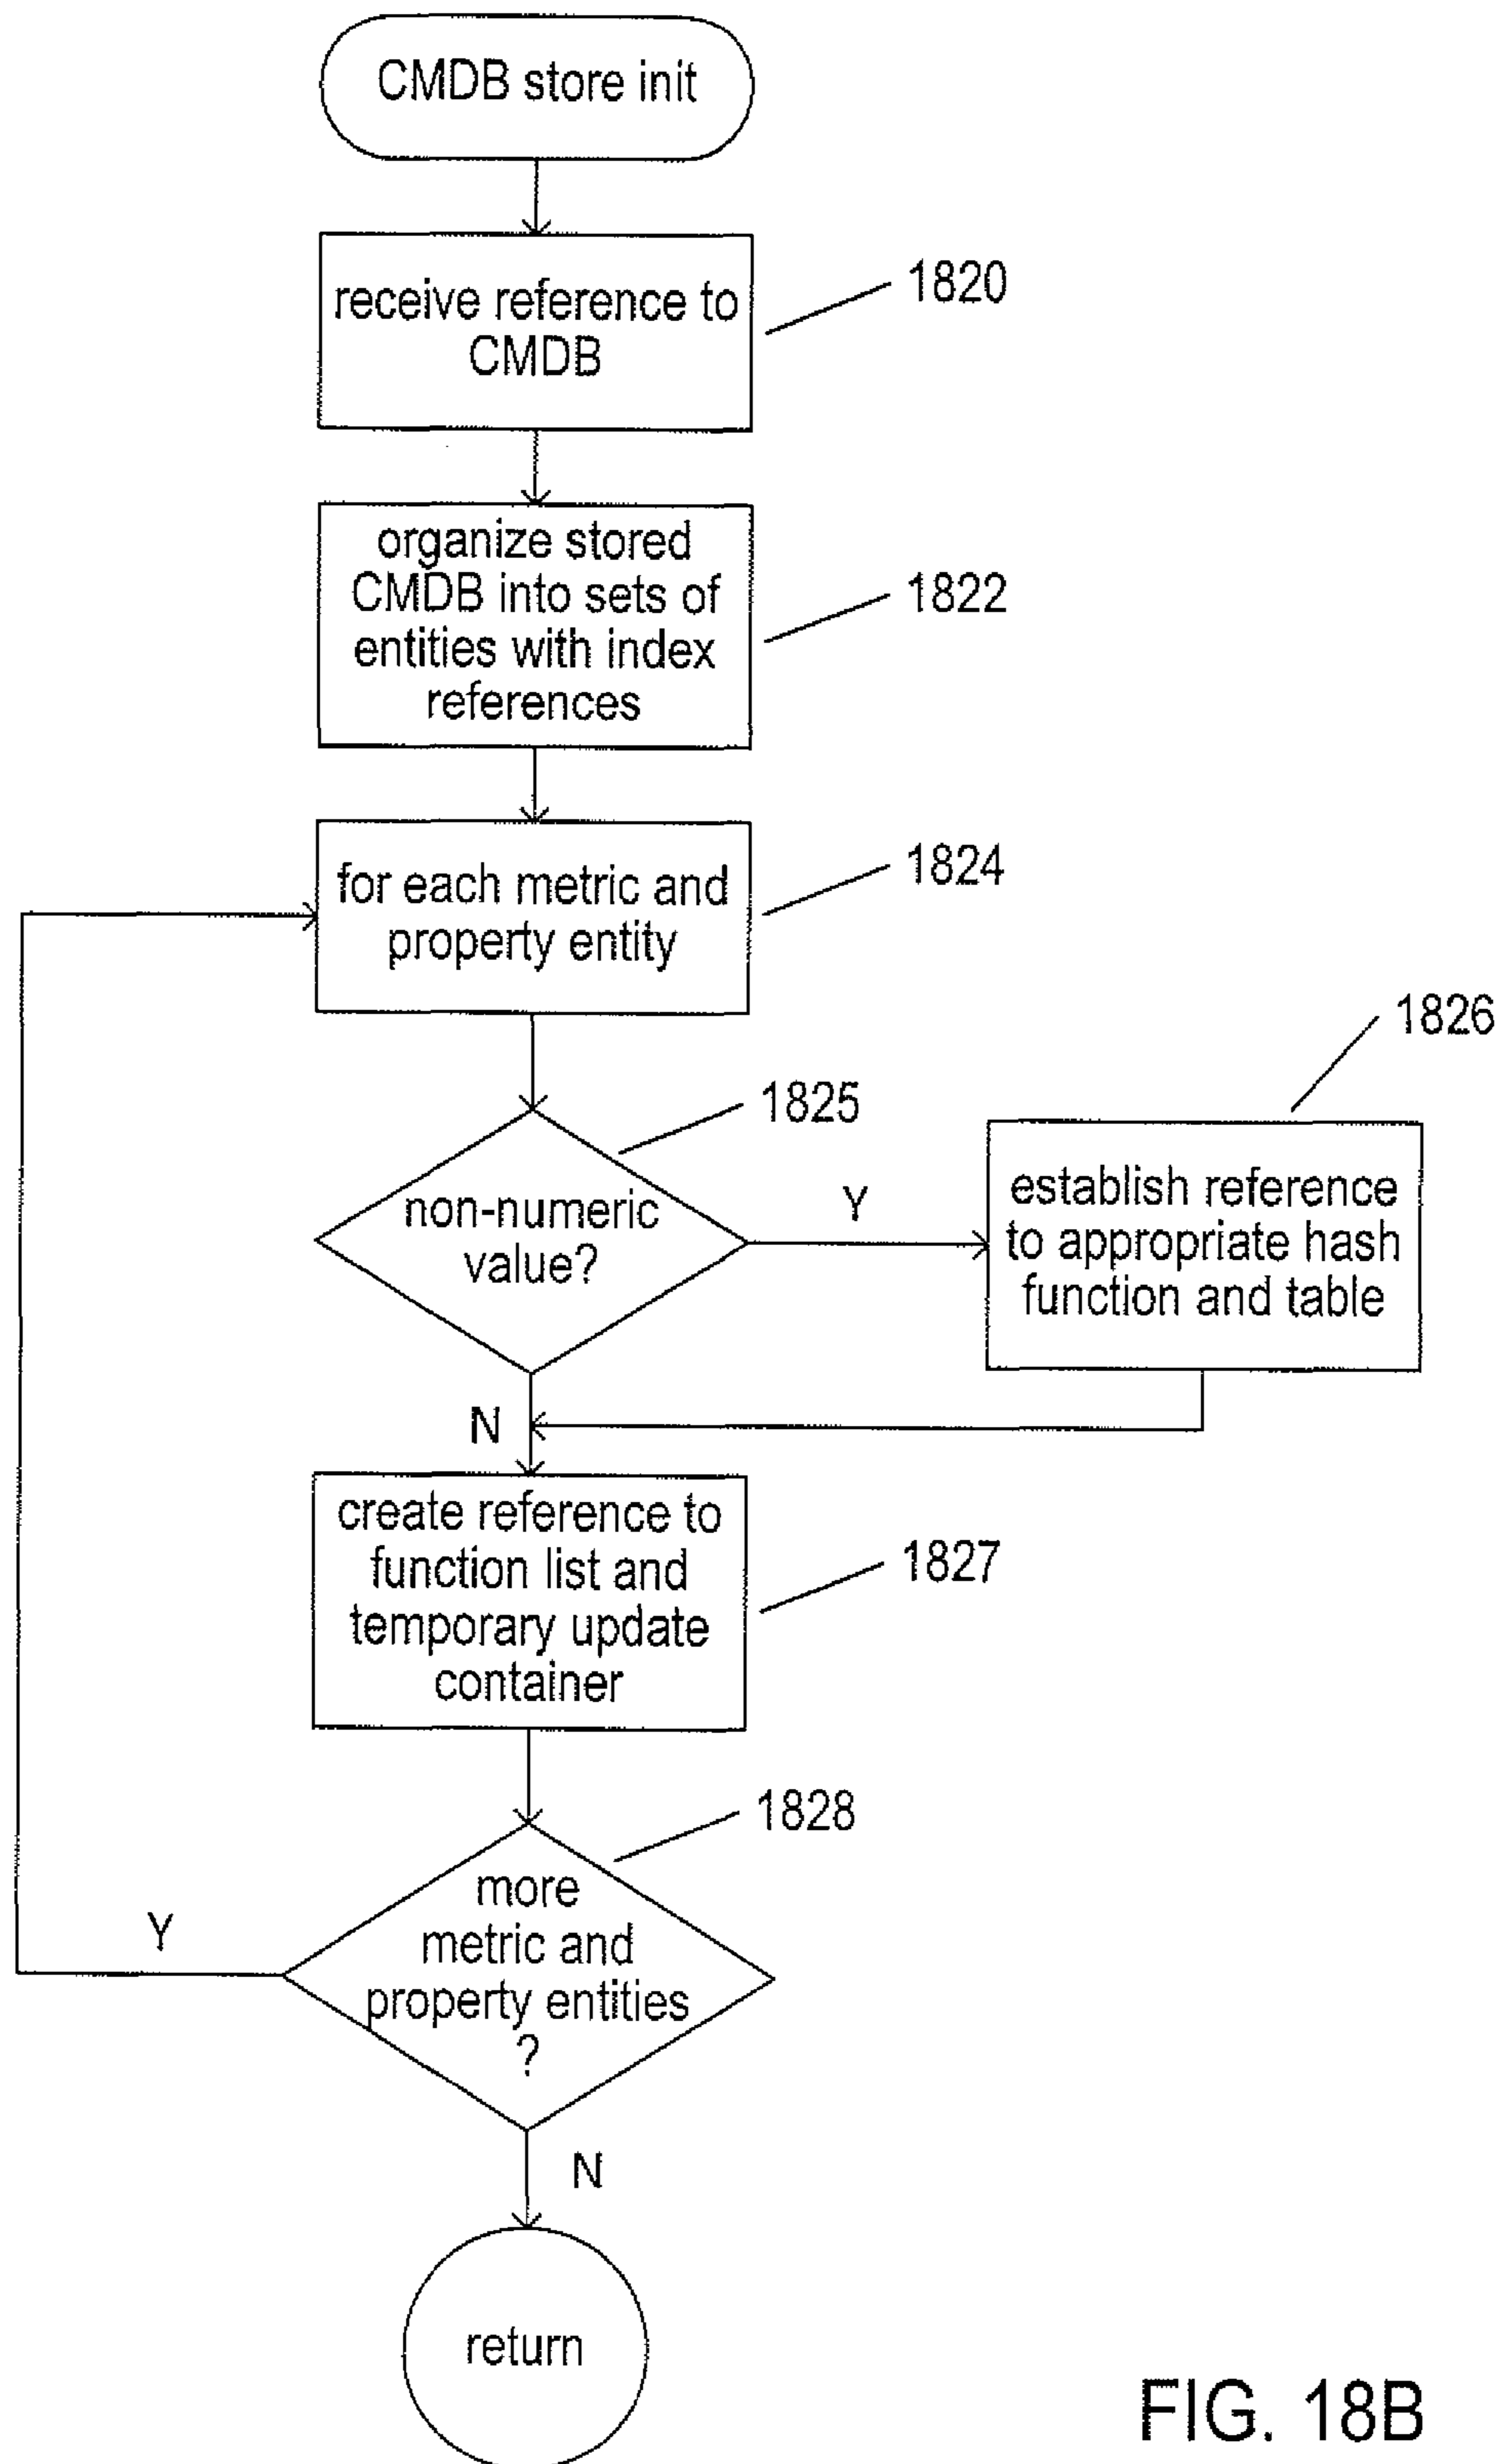 CMDB store init
receive reference to
CMDB
1820
organize stored
CMDB into sets of
entities with index
references
1822
for each metric and
property entity
1824
non-numeric
value?
1825
Y
establish reference
to appropriate hash
function and table
1826
N
create reference to
function list and
temporary update
container
1827
more
metric and
property entities
?
1828
Y
N
return
FIG. 18B